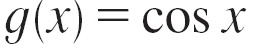 g(x) = cos x